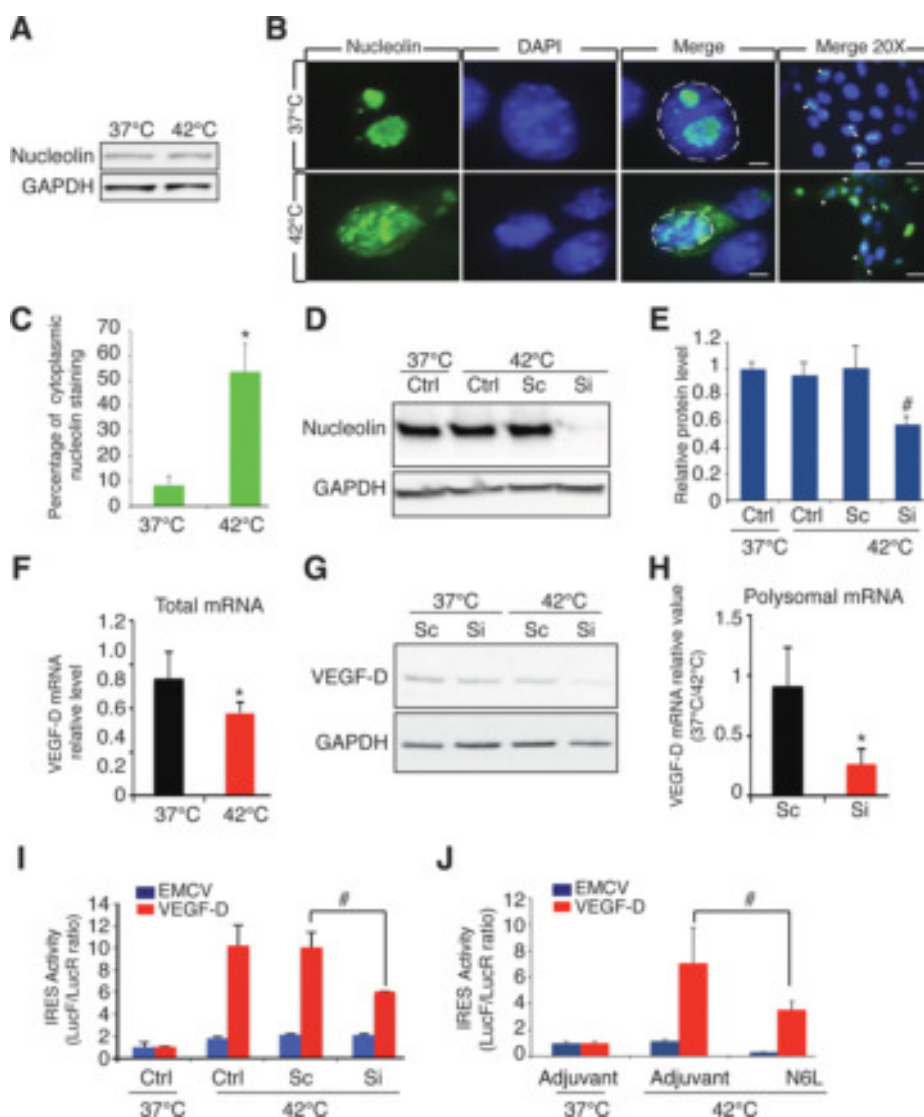 A
37°C 42°C
Nucleolin
GAPDH
B
Nucleolin DAPI Merge Merge 20X
37°C
42°C
C
Percentage of cytoplasmic
nucleolin staining
70
60
50
40
30
20
10
0
*
37°C 42°C
D
37°C 42°C
Ctrl Ctrl Sc Si
Nucleolin
GAPDH
E
Relative protein level
1.2
1
0.8
0.6
0.4
0.2
0
#
Ctrl Ctrl Sc Si
37°C 42°C
F
Total mRNA
VEGF-D mRNA
relative level
1.2
1.0
0.8
0.6
0.2
0
*
37°C 42°C
G
37°C 42°C
Sc Si Sc Si
VEGF-D
GAPDH
H
Polysomal mRNA
VEGF-D mRNA relative value
(37°C/42°C)
1.5
1
0.5
0
*
Sc Si
I
EMCV
VEGF-D
IRES Activity
(LucF/LucR ratio)
14
12
10
8
6
4
2
0
#
Ctrl Ctrl Sc Si
37°C 42°C
J
EMCV
VEGF-D
IRES Activity
(LucF/LucR ratio)
12
10
8
6
4
2
0
#
Adjuvant Adjuvant N6L
37°C 42°C